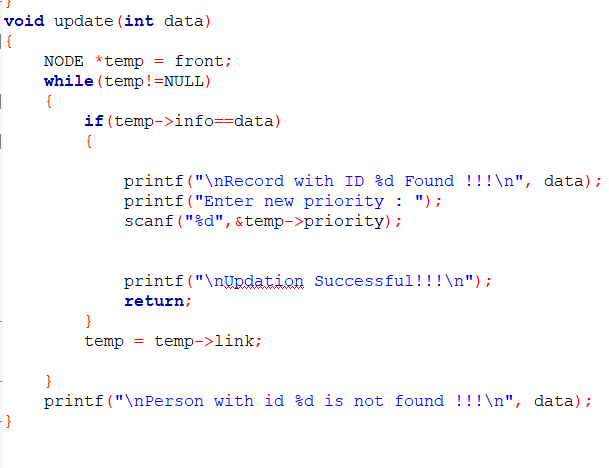 }
void update(int data)
{
NODE *temp = front;
while(temp!=NULL)
{
if(temp->info==data)
{
printf("\nRecord with ID %d Found !!!\n", data);
printf("Enter new priority : ");
scanf("%d",&temp->priority);
printf("\nUpdation Successful!!!\n");
return;
}
temp = temp->link;
}
printf("\nPerson with id %d is not found !!!\n", data);
}